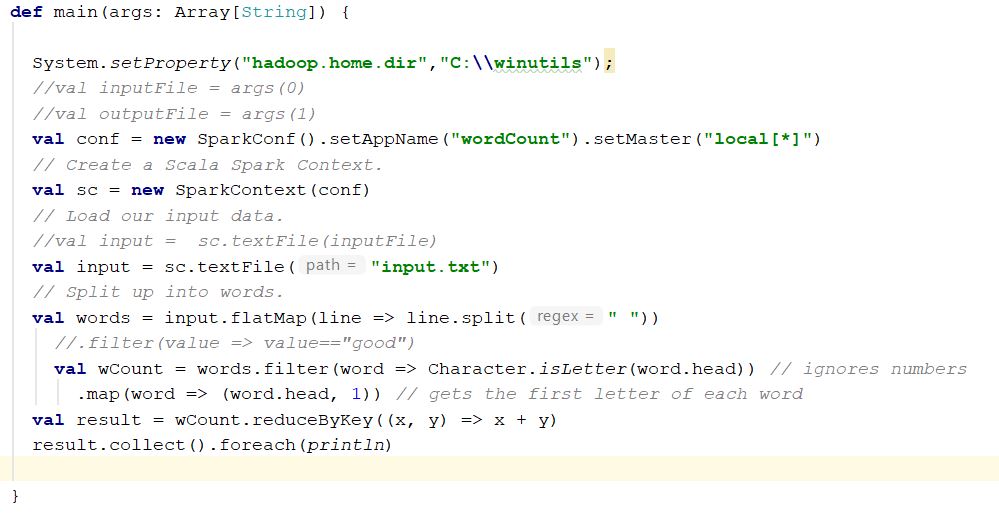 def main(args: Array[String]) {
System.setProperty("hadoop.home.dir","C:\\winutils");
//val inputFile = args(0)
//val outputFile = args(1)
val conf = new SparkConf().setAppName("wordCount").setMaster("local[*]")
// Create a Scala Spark Context.
val sc = new SparkContext(conf)
// Load our input data.
//val input =  sc.textFile(inputFile)
val input = sc.textFile( path = "input.txt")
// Split up into words.
val words = input.flatMap(line => line.split( regex = " "))
//.filter(value => value=="good")
val wCount = words.filter(word => Character.isLetter(word.head)) // ignores numbers
.map(word => (word.head, 1)) // gets the first letter of each word
val result = wCount.reduceByKey((x, y) => x + y)
result.collect().foreach(println)
}